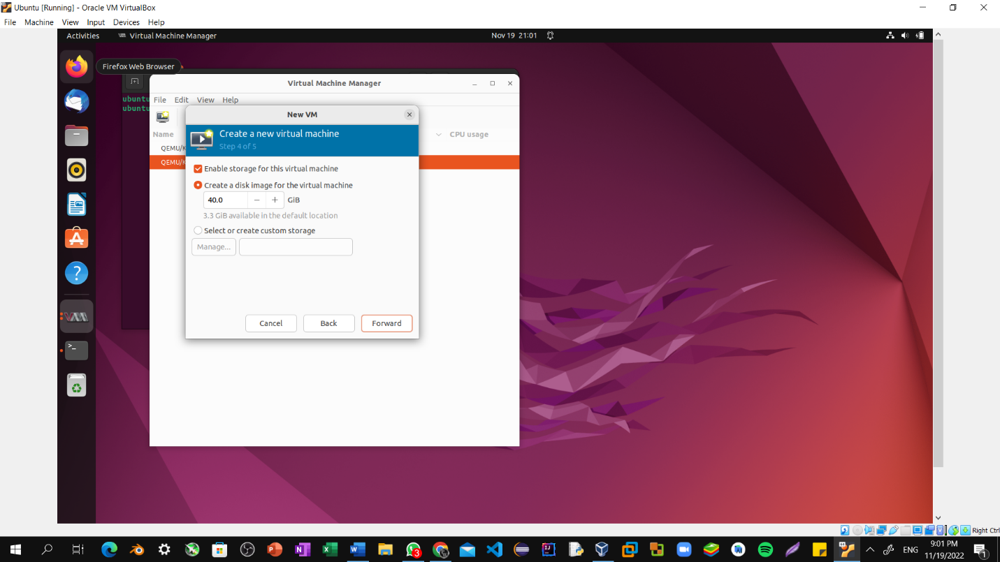 Ubuntu [Running] - Oracle VM VirtualBox
File Machine View Input Devices Help
Activities Virtual Machine Manager Nov 19 21:01
Firefox Web Browser
Virtual Machine Manager
ubuntu
ubuntu
File Edit View Help
New VM
Create a new virtual machine
Step 4 of 5
Name CPU usage
QEMU/K
QEMU/K
Enable storage for this virtual machine
Create a disk image for the virtual machine
40.0 − + GiB
3.3 GiB available in the default location
Select or create custom storage
Manage...
Cancel Back Forward
Right Ctrl
ENG
9:01 PM
11/19/2022
3
1